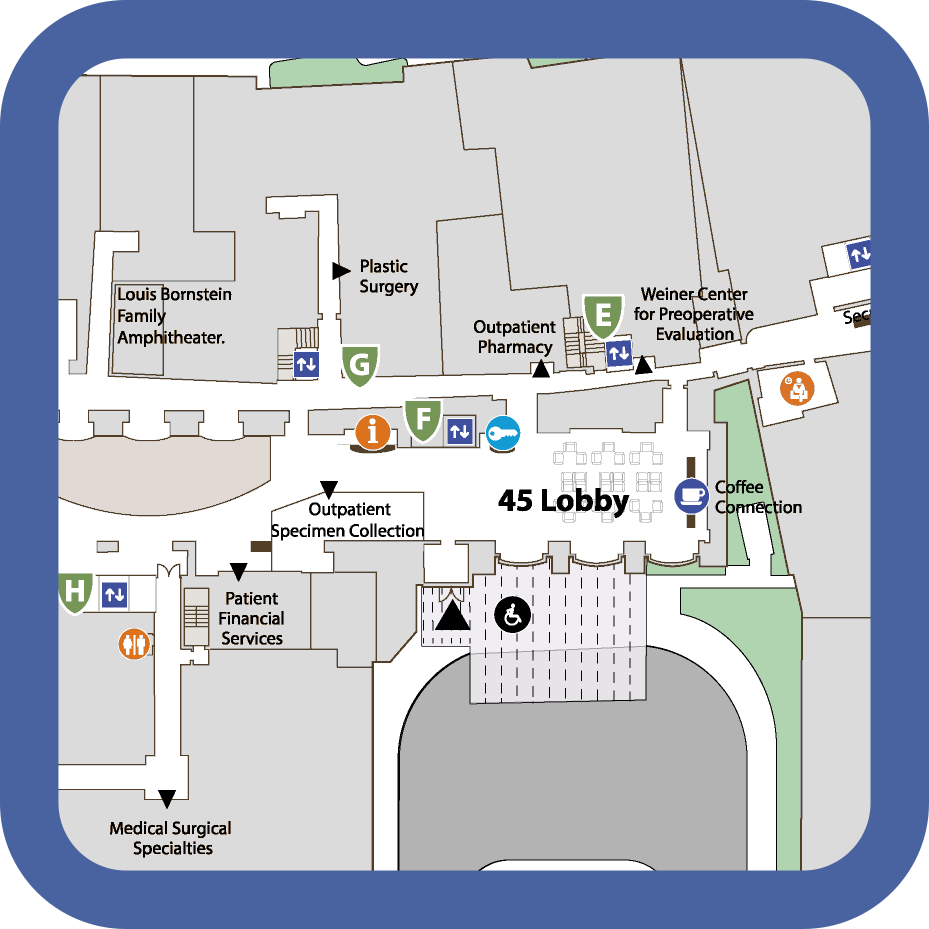 Plastic
Surgery
Louis Bornstein
Family
Amphitheater.
Weiner Center
for Preoperative
Evaluation
E
Outpatient
Pharmacy
Sec
G
F
i
45 Lobby
Coffee
Connection
Outpatient
Specimen Collection
H
Patient
Financial
Services
Medical Surgical
Specialties